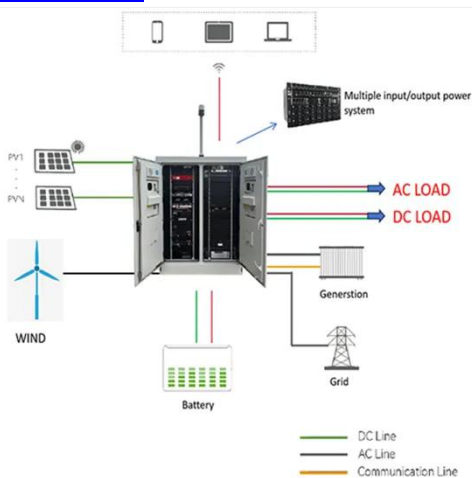 Multiple input/output power
system
PV1
PVN
AC LOAD
DC LOAD
WIND
Generstion
Grid
Battery
DC Line
AC Line
Communication Line